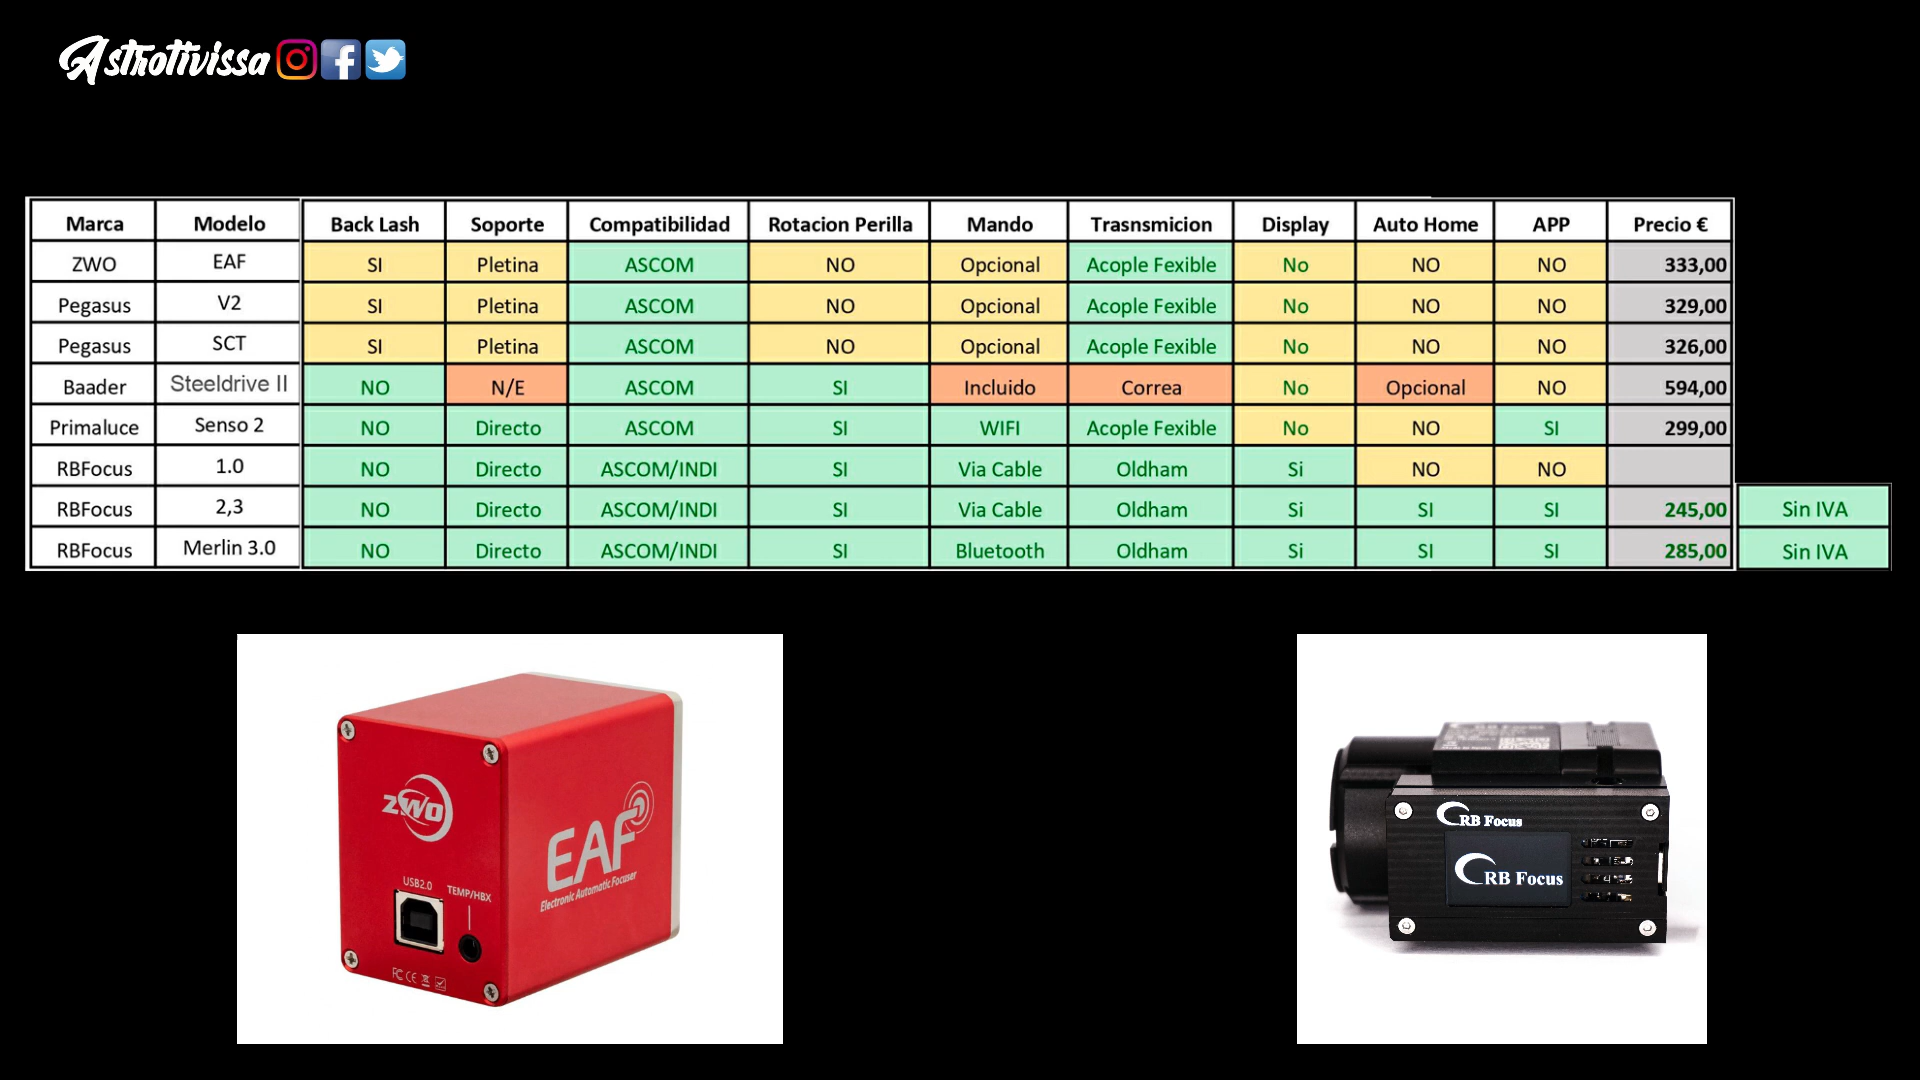 Astrotivissa
Marca Modelo Back Lash Soporte Compatibilidad Rotacion Perilla Mando Trasnsmicion Display Auto Home APP Precio €
ZWO EAF SI Pletina ASCOM NO Opcional Acople Fexible No NO NO 333,00
Pegasus V2 SI Pletina ASCOM NO Opcional Acople Fexible No NO NO 329,00
Pegasus SCT SI Pletina ASCOM NO Opcional Acople Fexible No NO NO 326,00
Baader Steeldrive II NO N/E ASCOM SI Incluido Correa No Opcional NO 594,00
Primaluce Senso 2 NO Directo ASCOM SI WIFI Acople Fexible No NO SI 299,00
RBFocus 1.0 NO Directo ASCOM/INDI SI Via Cable Oldham Si NO NO
RBFocus 2,3 NO Directo ASCOM/INDI SI Via Cable Oldham Si SI SI 245,00 Sin IVA
RBFocus Merlin 3.0 NO Directo ASCOM/INDI SI Bluetooth Oldham Si SI SI 285,00 Sin IVA
ZWO
EAF
Electronic Automatic Focuser
USB2.0
TEMP/HBX
FC CE
RB Focus
RB Focus
RB Focus